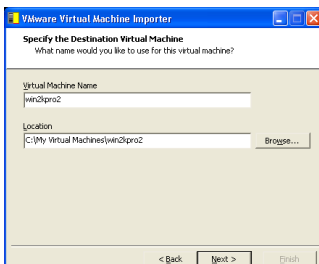 VMware Virtual Machine Importer
Specify the Destination Virtual Machine
What name would you like to use for this virtual machine?
Virtual Machine Name
win2kpro2
Location
C:\My Virtual Machines\win2kpro2
Browse...
< Back
Next >
Finish